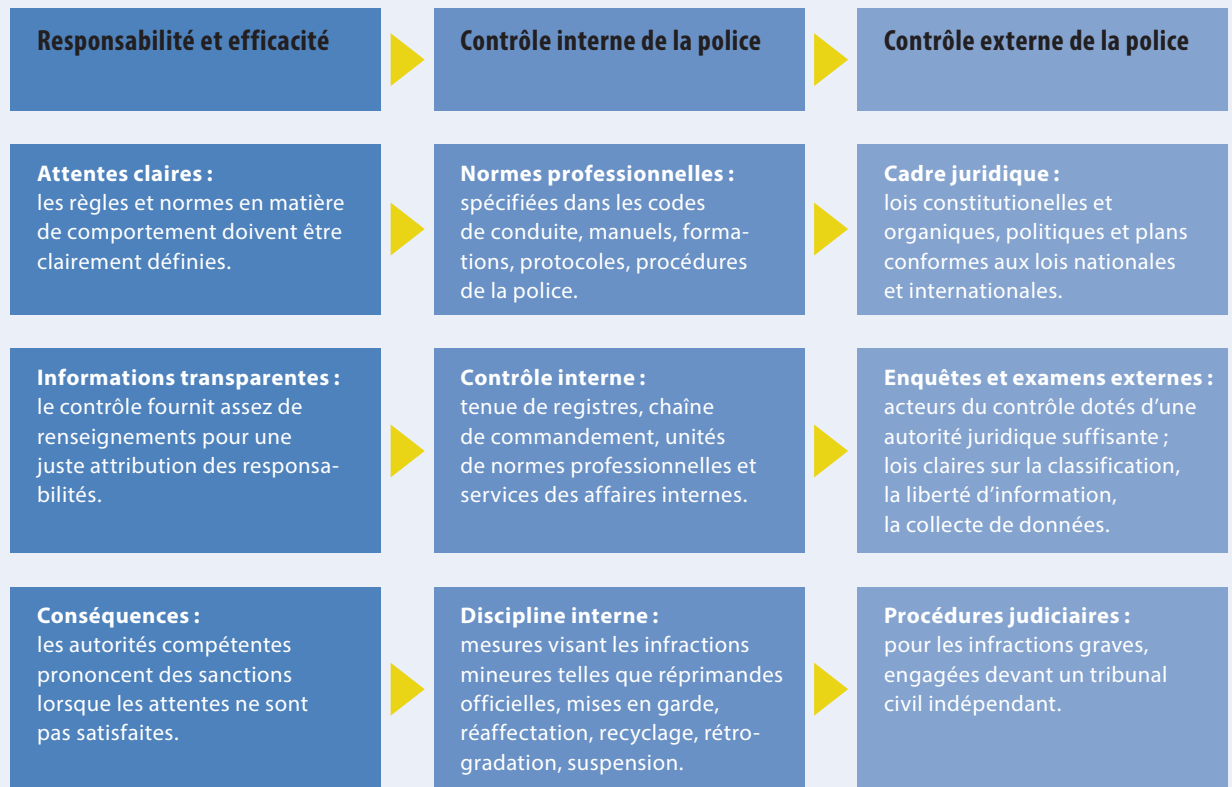 Responsabilité et efficacité
Contrôle interne de la police
Contrôle externe de la police
Attentes claires :
les règles et normes en matière
de comportement doivent être
clairement définies.
Normes professionnelles :
spécifiées dans les codes
de conduite, manuels, forma-
tions, protocoles, procédures
de la police.
Cadre juridique :
lois constitutionelles et
organiques, politiques et plans
conformes aux lois nationales
et internationales.
Informations transparentes :
le contrôle fournit assez de
renseignements pour une
juste attribution des responsa-
bilités.
Contrôle interne :
tenue de registres, chaîne
de commandement, unités
de normes professionnelles et
services des affaires internes.
Enquêtes et examens externes :
acteurs du contrôle dotés d’une
autorité juridique suffisante ;
lois claires sur la classification,
la liberté d’information,
la collecte de données.
Conséquences :
les autorités compétentes
prononcent des sanctions
lorsque les attentes ne sont
pas satisfaites.
Discipline interne :
mesures visant les infractions
mineures telles que réprimandes
officielles, mises en garde,
réaffectation, recyclage, rétro-
gradation, suspension.
Procédures judiciaires :
pour les infractions graves,
engagées devant un tribunal
civil indépendant.